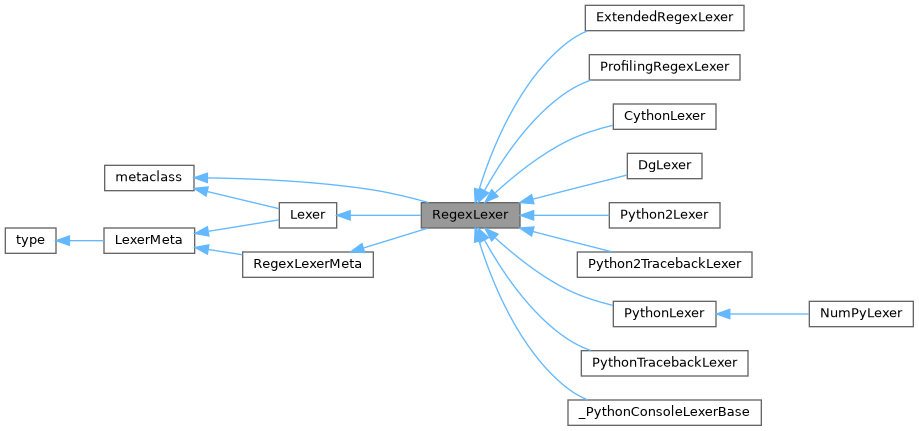 ExtendedRegexLexer
ProfilingRegexLexer
CythonLexer
DgLexer
metaclass
Lexer
RegexLexer
Python2Lexer
type
LexerMeta
RegexLexerMeta
Python2TracebackLexer
PythonLexer
NumPyLexer
PythonTracebackLexer
_PythonConsoleLexerBase